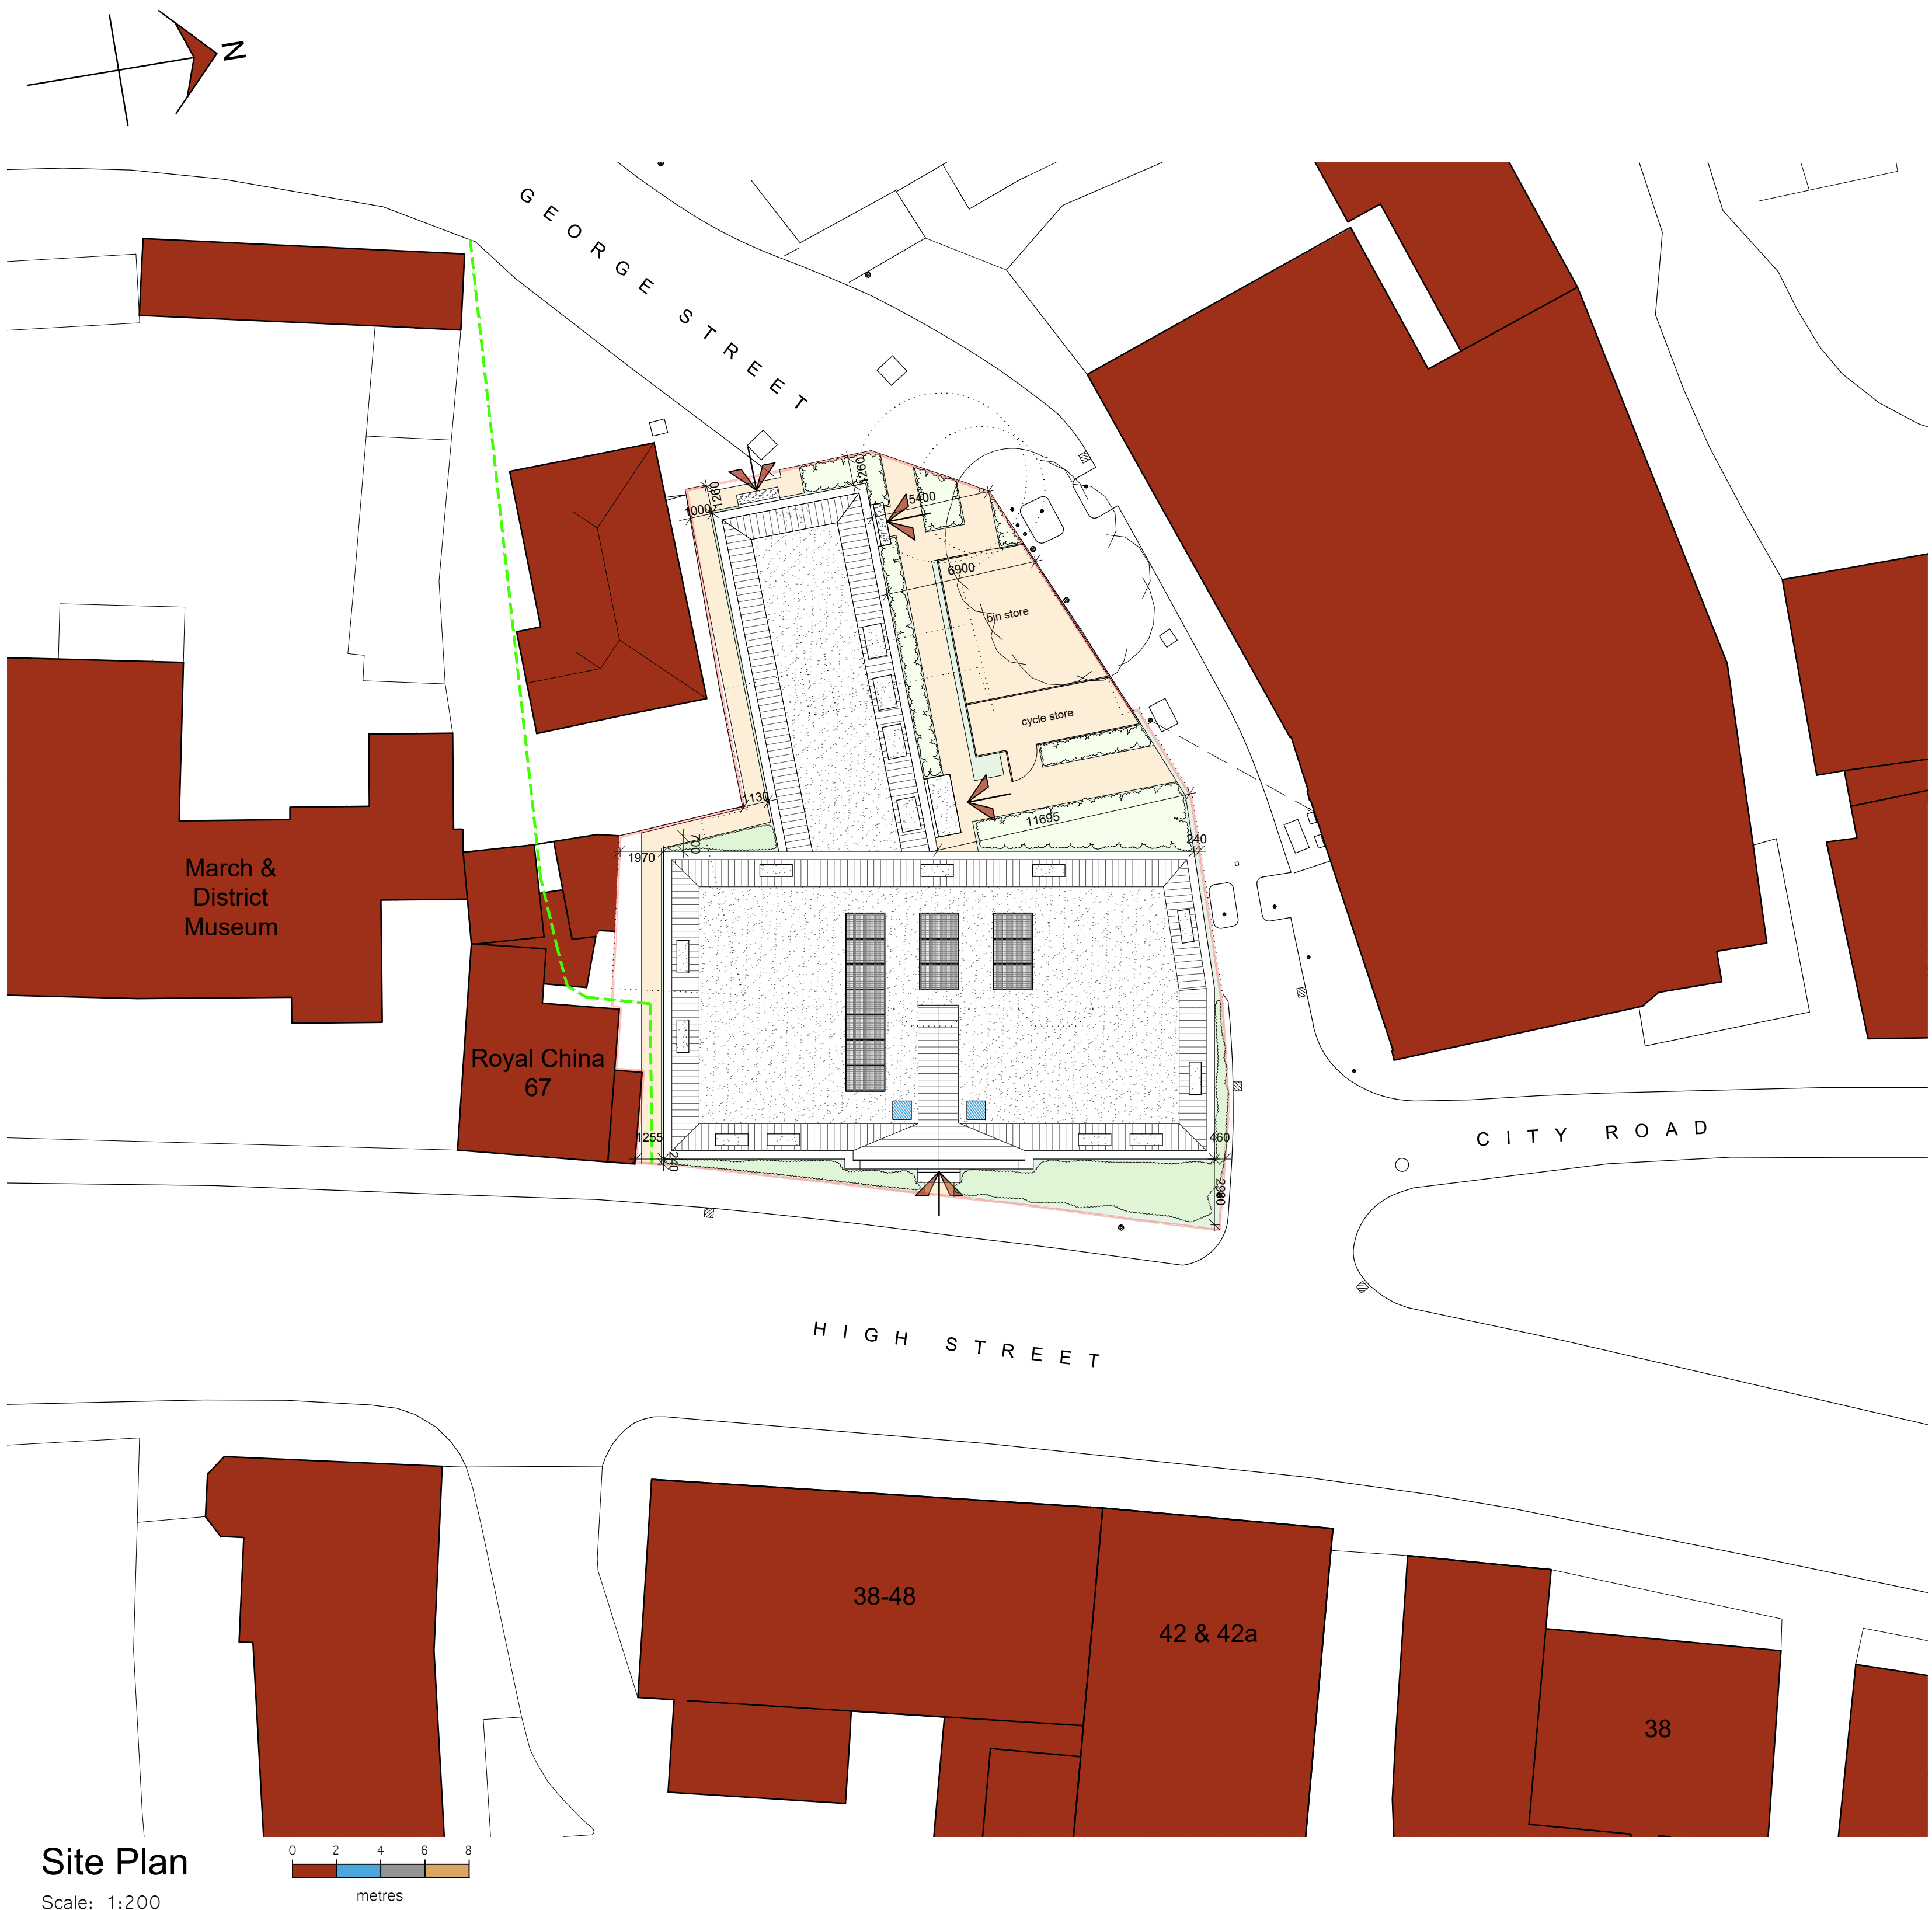 N
GEORGE STREET
1260
1260
1000
5400
6900
bin store
cycle store
1130
11695
700
240
1970
March &
District
Museum
Royal China
67
1255
240
460
2980
CITY ROAD
HIGH STREET
38-48
42 & 42a
38
Site Plan
Scale: 1:200
0 2 4 6 8
metres